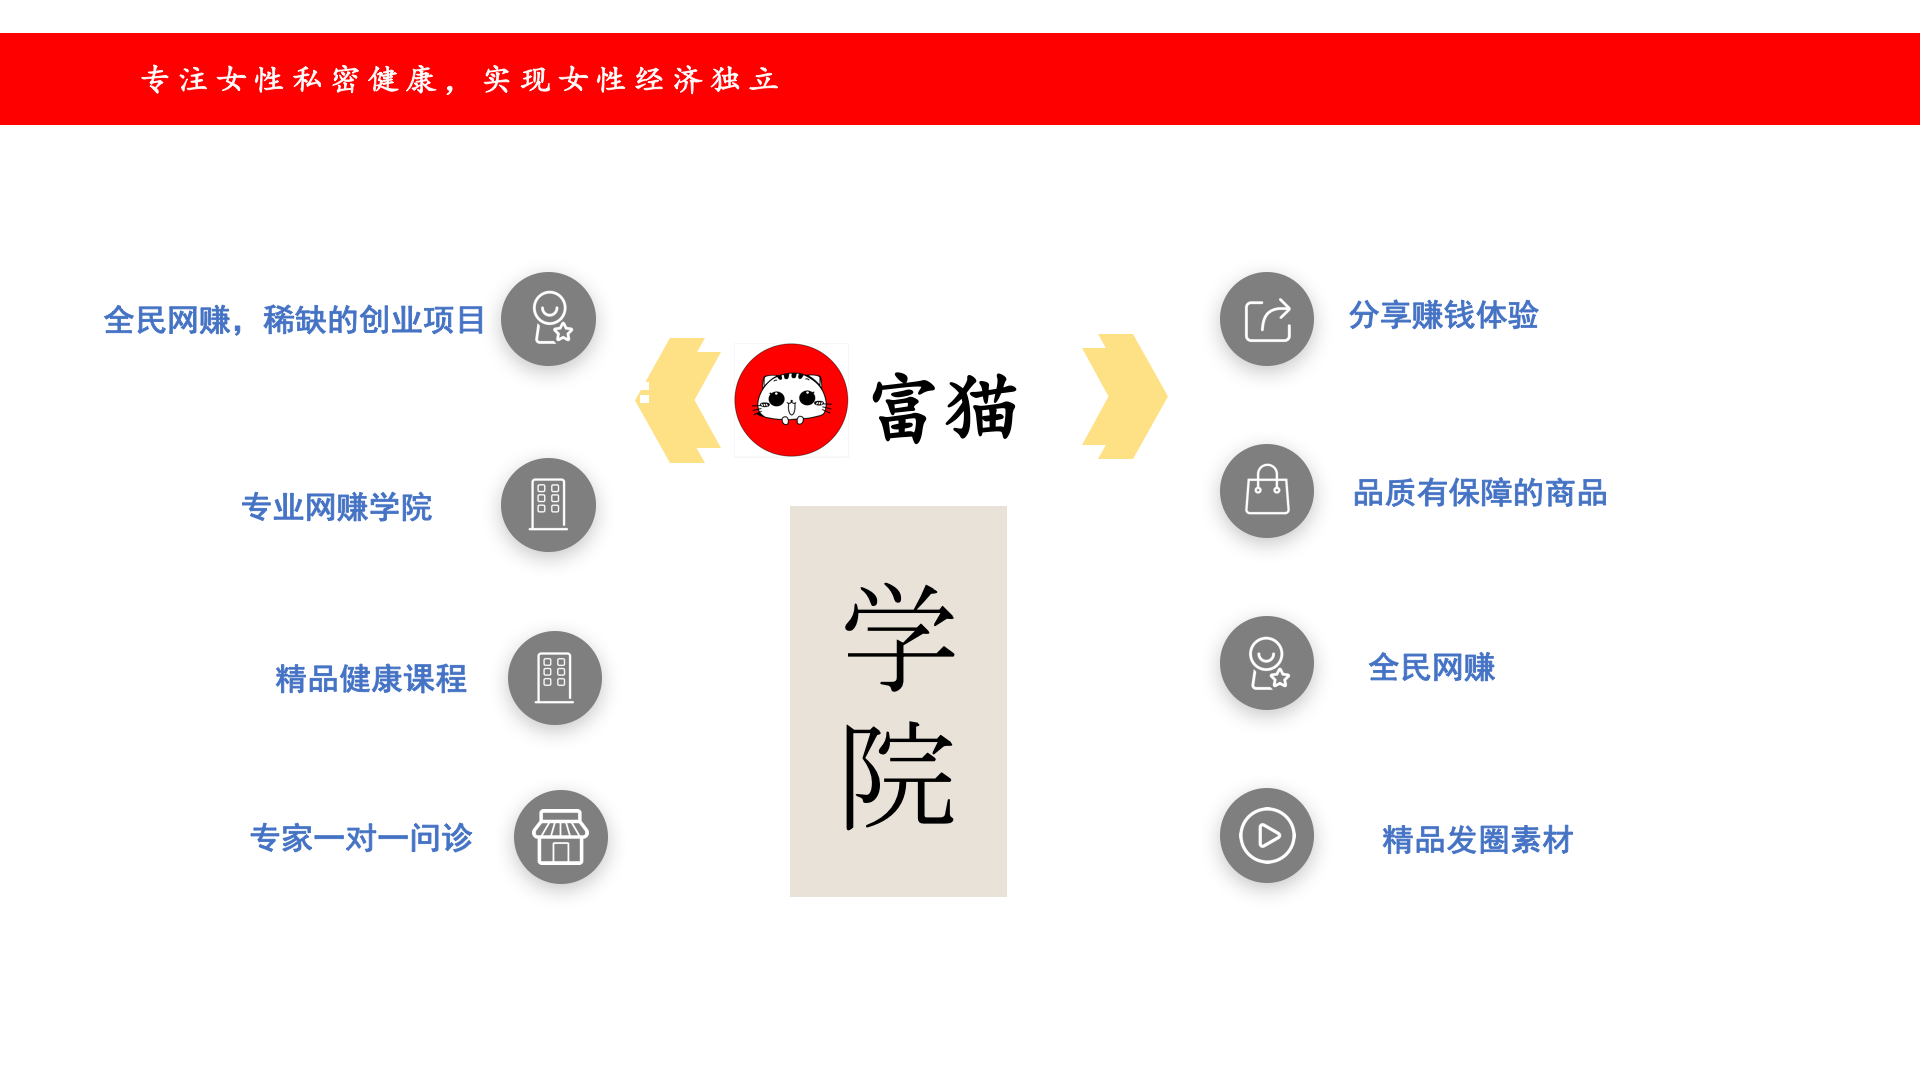 专注女性私密健康，实现女性经济独立
全民网赚，稀缺的创业项目
专业网赚学院
精品健康课程
专家一对一问诊
富猫
学
院
分享赚钱体验
品质有保障的商品
全民网赚
精品发圈素材